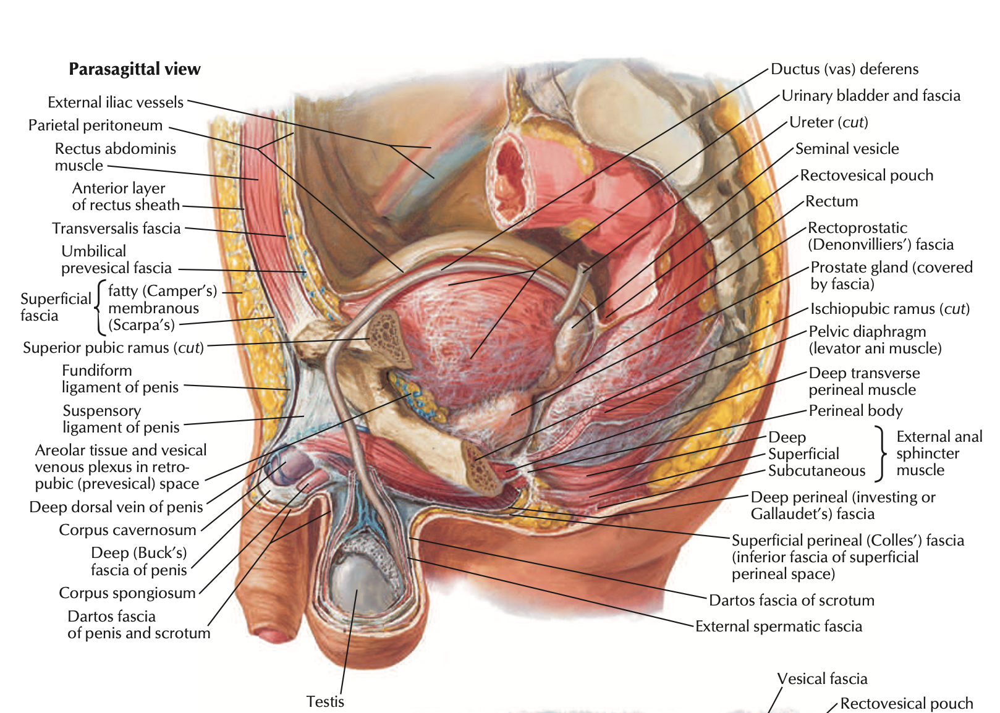 Parasagittal view
External iliac vessels
Parietal peritoneum
Rectus abdominis
muscle
Anterior layer
of rectus sheath
Transversalis fascia
Umbilical
prevesical fascia
Superficial
fascia
fatty (Camper's)
membranous
(Scarpa's)
Superior pubic ramus (cut)
Fundiform
ligament of penis
Suspensory
ligament of penis
Areolar tissue and vesical
venous plexus in retro-
pubic (prevesical) space
Deep dorsal vein of penis
Corpus cavernosum
Deep (Buck's)
fascia of penis
Corpus spongiosum
Dartos fascia
of penis and scrotum
Testis
Ductus (vas) deferens
Urinary bladder and fascia
Ureter (cut)
Seminal vesicle
Rectovesical pouch
Rectum
Rectoprostatic
(Denonvilliers') fascia
Prostate gland (covered
by fascia)
Ischiopubic ramus (cut)
Pelvic diaphragm
(levator ani muscle)
Deep transverse
perineal muscle
Perineal body
Deep
Superficial
Subcutaneous
External anal
sphincter
muscle
Deep perineal (investing or
Gallaudet's) fascia
Superficial perineal (Colles') fascia
(inferior fascia of superficial
perineal space)
Dartos fascia of scrotum
External spermatic fascia
Vesical fascia
Rectovesical pouch